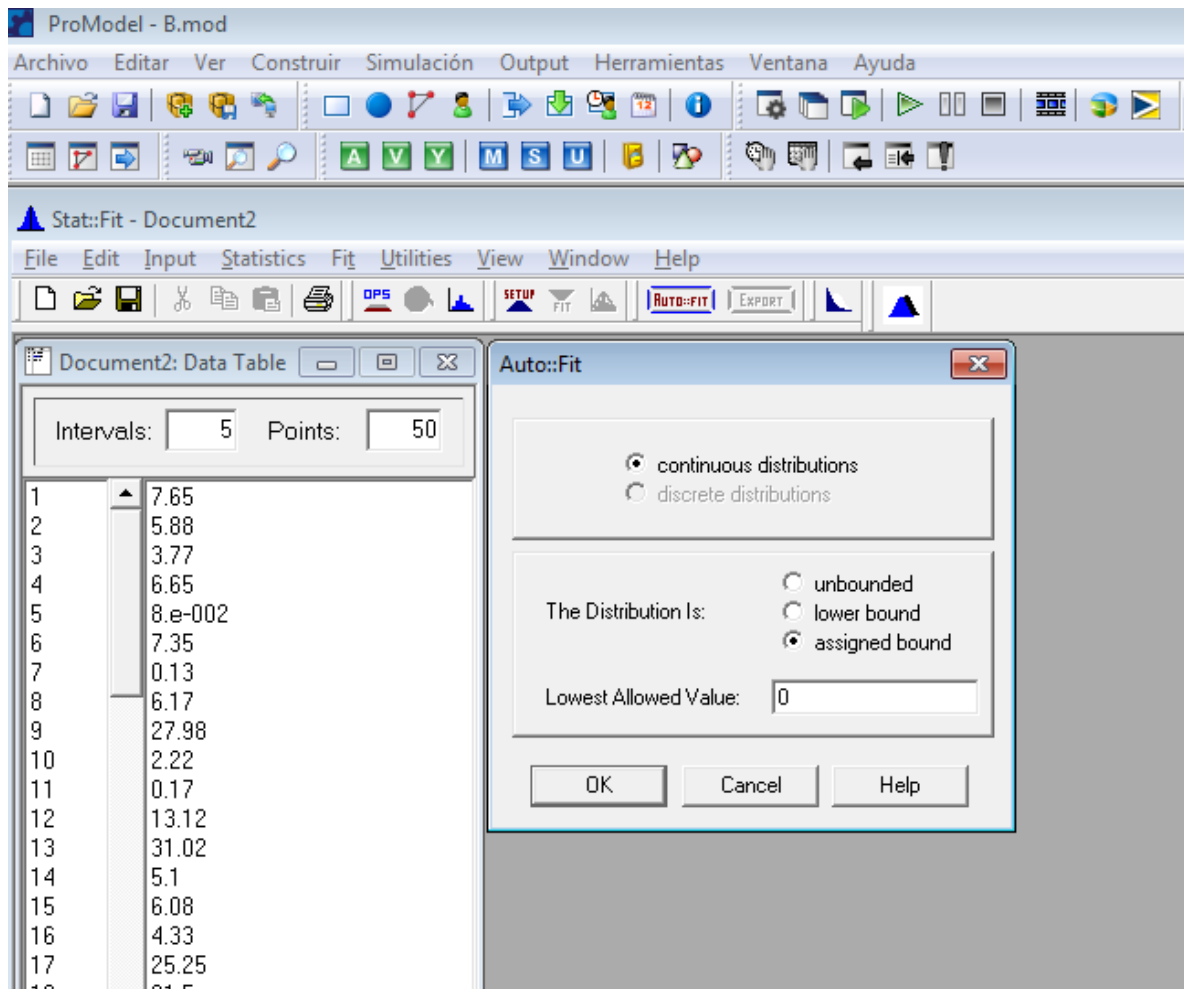 ProModel - B.mod
Archivo Editar Ver Construir Simulación Output Herramientas Ventana Ayuda
12
A V Y M S U
Stat::Fit - Document2
File Edit Input Statistics Fit Utilities View Window Help
OPS SETUP FIT AUTO::FIT EXPORT
Document2: Data Table
Intervals: 5 Points: 50
1 7.65
2 5.88
3 3.77
4 6.65
5 8.e-002
6 7.35
7 0.13
8 6.17
9 27.98
10 2.22
11 0.17
12 13.12
13 31.02
14 5.1
15 6.08
16 4.33
17 25.25
Auto::Fit
continuous distributions
discrete distributions
The Distribution Is:
unbounded
lower bound
assigned bound
Lowest Allowed Value: 0
OK Cancel Help